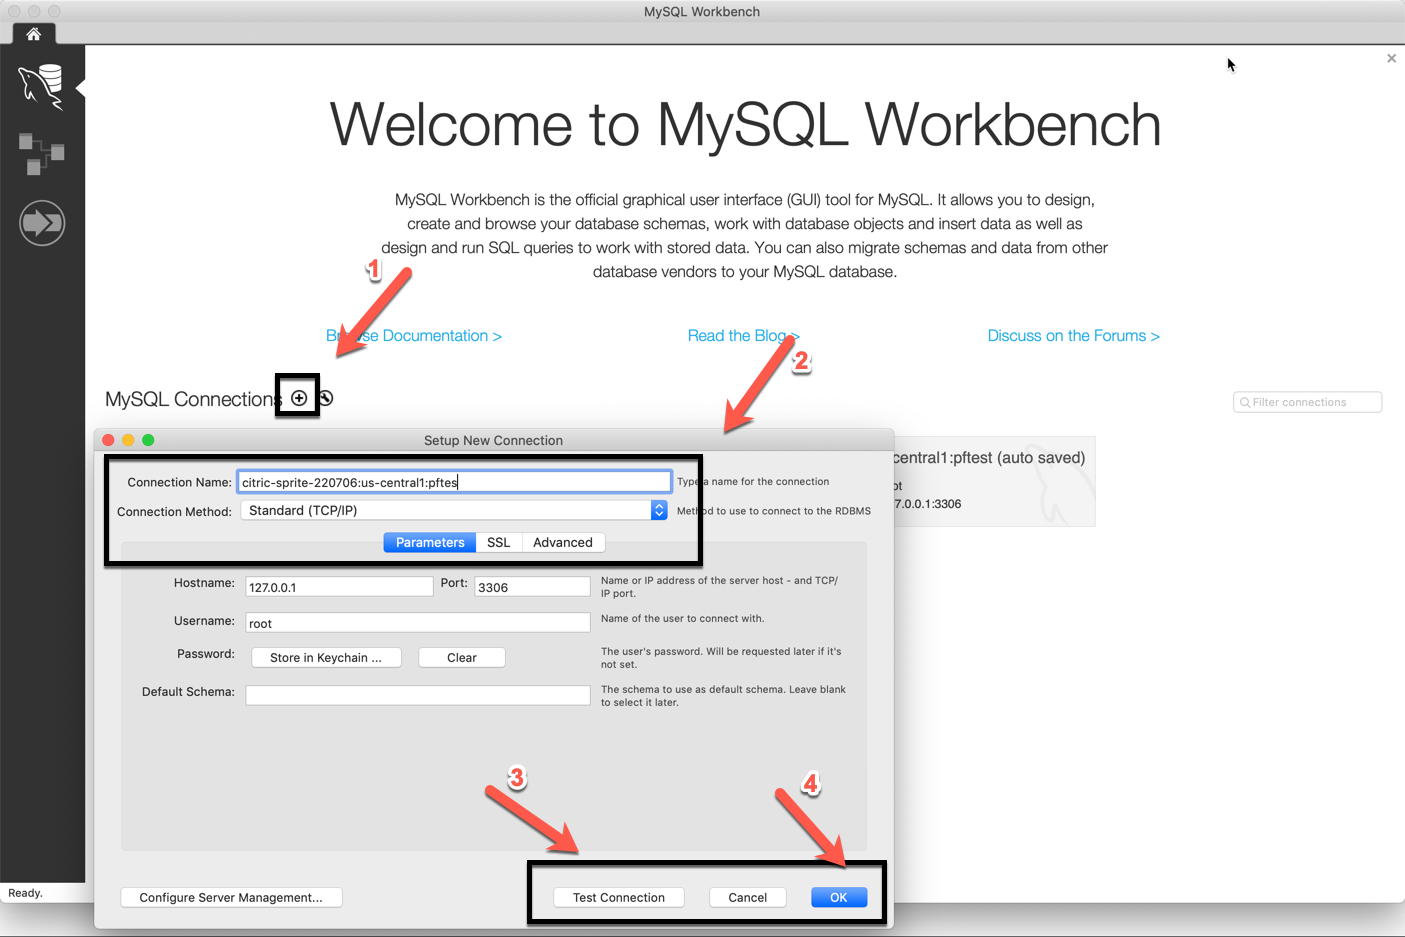 MySQL Workbench
Welcome to MySQL Workbench
MySQL Workbench is the official graphical user interface (GUI) tool for MySQL. It allows you to design,
create and browse your database schemas, work with database objects and insert data as well as
design and run SQL queries to work with stored data. You can also migrate schemas and data from other
database vendors to your MySQL database.
1
Browse Documentation >
Read the Blog >
Discuss on the Forums >
2
MySQL Connections
Filter connections
Setup New Connection
central1:pftest (auto saved)
Connection Name: citric-sprite-220706:us-central1:pftes
Type a name for the connection
ot
7.0.0.1:3306
Connection Method: Standard (TCP/IP)
Method to use to connect to the RDBMS
Parameters SSL Advanced
Hostname: 127.0.0.1 Port: 3306
Name or IP address of the server host - and TCP/
IP port.
Username: root
Name of the user to connect with.
Password: Store in Keychain ... Clear
The user's password. Will be requested later if it's
not set.
Default Schema:
The schema to use as default schema. Leave blank
to select it later.
3
4
Ready.
Configure Server Management...
Test Connection Cancel OK